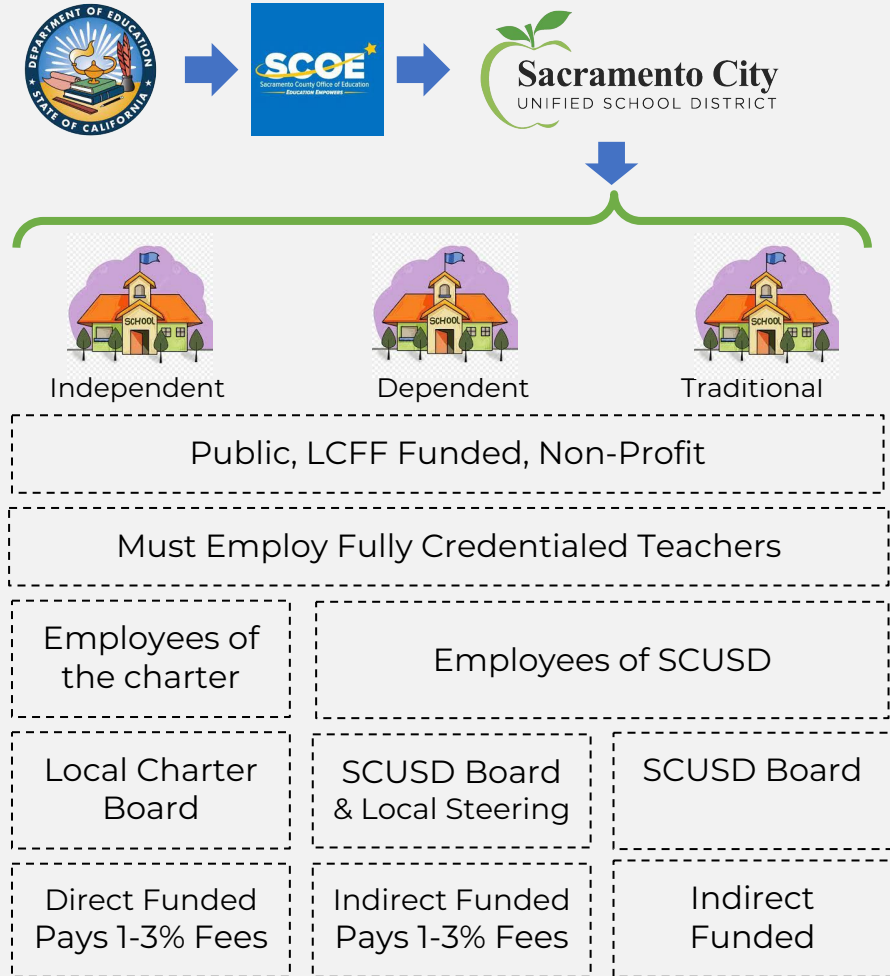 DEPARTMENT OF EDUCATION
STATE OF CALIFORNIA
SCOE
Sacramento County Office of Education
EDUCATION EMPOWERS
Sacramento City
UNIFIED SCHOOL DISTRICT
SCHOOL
SCHOOL
SCHOOL
Independent
Dependent
Traditional
Public, LCFF Funded, Non-Profit
Must Employ Fully Credentialed Teachers
Employees of
the charter
Employees of SCUSD
Local Charter
Board
SCUSD Board
& Local Steering
SCUSD Board
Direct Funded
Pays 1-3% Fees
Indirect Funded
Pays 1-3% Fees
Indirect
Funded